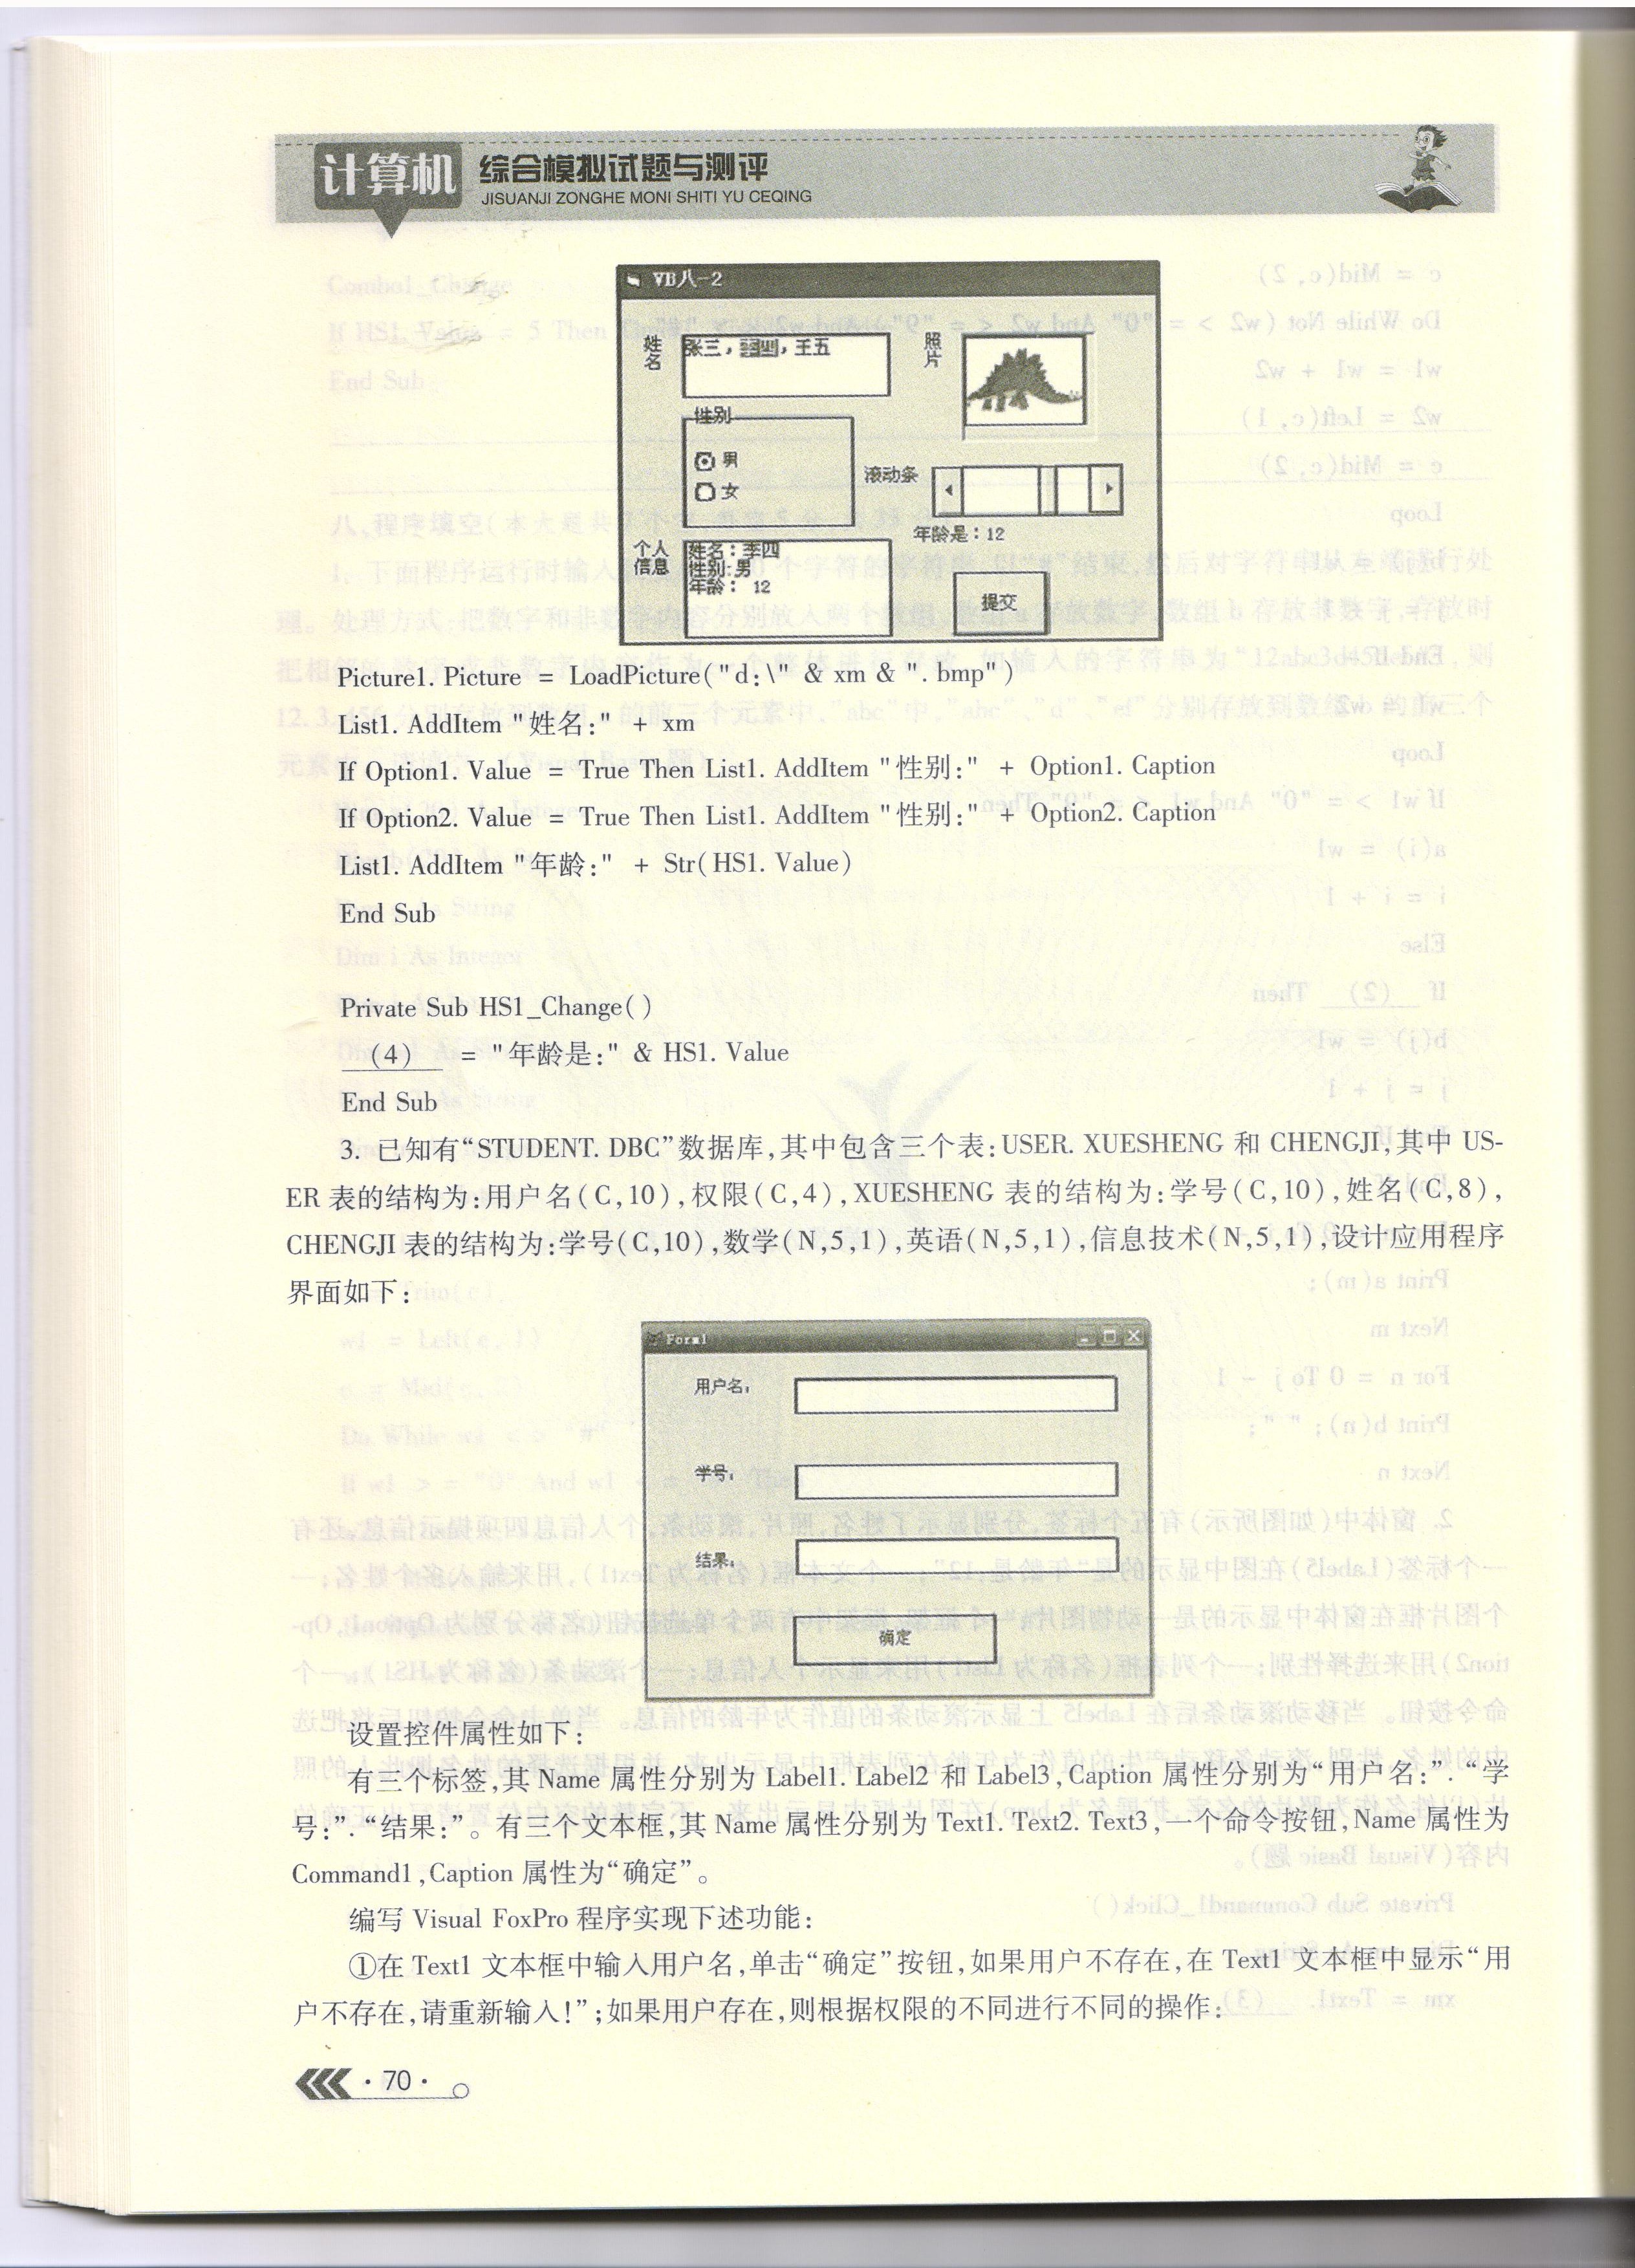 计算机 综合模拟试题与测评
JISUANJI ZONGHE MONI SHITI YU CEQING
VB八-2
姓名
张三，李四，王五
照片
性别
男
女
滚动条
年龄是：12
个人信息
姓名：李四
性别:男
年龄： 12
提交
Picture1. Picture = LoadPicture("d:\" & xm & ". bmp")
List1. AddItem "姓名:" + xm
If Option1. Value = True Then List1. AddItem "性别:" + Option1. Caption
If Option2. Value = True Then List1. AddItem "性别:" + Option2. Caption
List1. AddItem "年龄:" + Str(HS1. Value)
End Sub
Private Sub HS1_Change()
(4) = "年龄是:" & HS1. Value
End Sub
3. 已知有“STUDENT. DBC”数据库,其中包含三个表:USER. XUESHENG 和 CHENGJI,其中 US-
ER 表的结构为:用户名(C,10),权限(C,4),XUESHENG 表的结构为:学号(C,10),姓名(C,8),
CHENGJI 表的结构为:学号(C,10),数学(N,5,1),英语(N,5,1),信息技术(N,5,1),设计应用程序
界面如下:
Form1
用户名:
学号:
结果:
确定
设置控件属性如下:
有三个标签,其 Name 属性分别为 Label1. Label2 和 Label3,Caption 属性分别为“用户名:”.“学
号:”.“结果:”。有三个文本框,其 Name 属性分别为 Text1. Text2. Text3,一个命令按钮,Name 属性为
Command1,Caption 属性为“确定”。
编写 Visual FoxPro 程序实现下述功能:
①在 Text1 文本框中输入用户名,单击“确定”按钮,如果用户不存在,在 Text1 文本框中显示“用
户不存在,请重新输入!”;如果用户存在,则根据权限的不同进行不同的操作:
· 70 ·